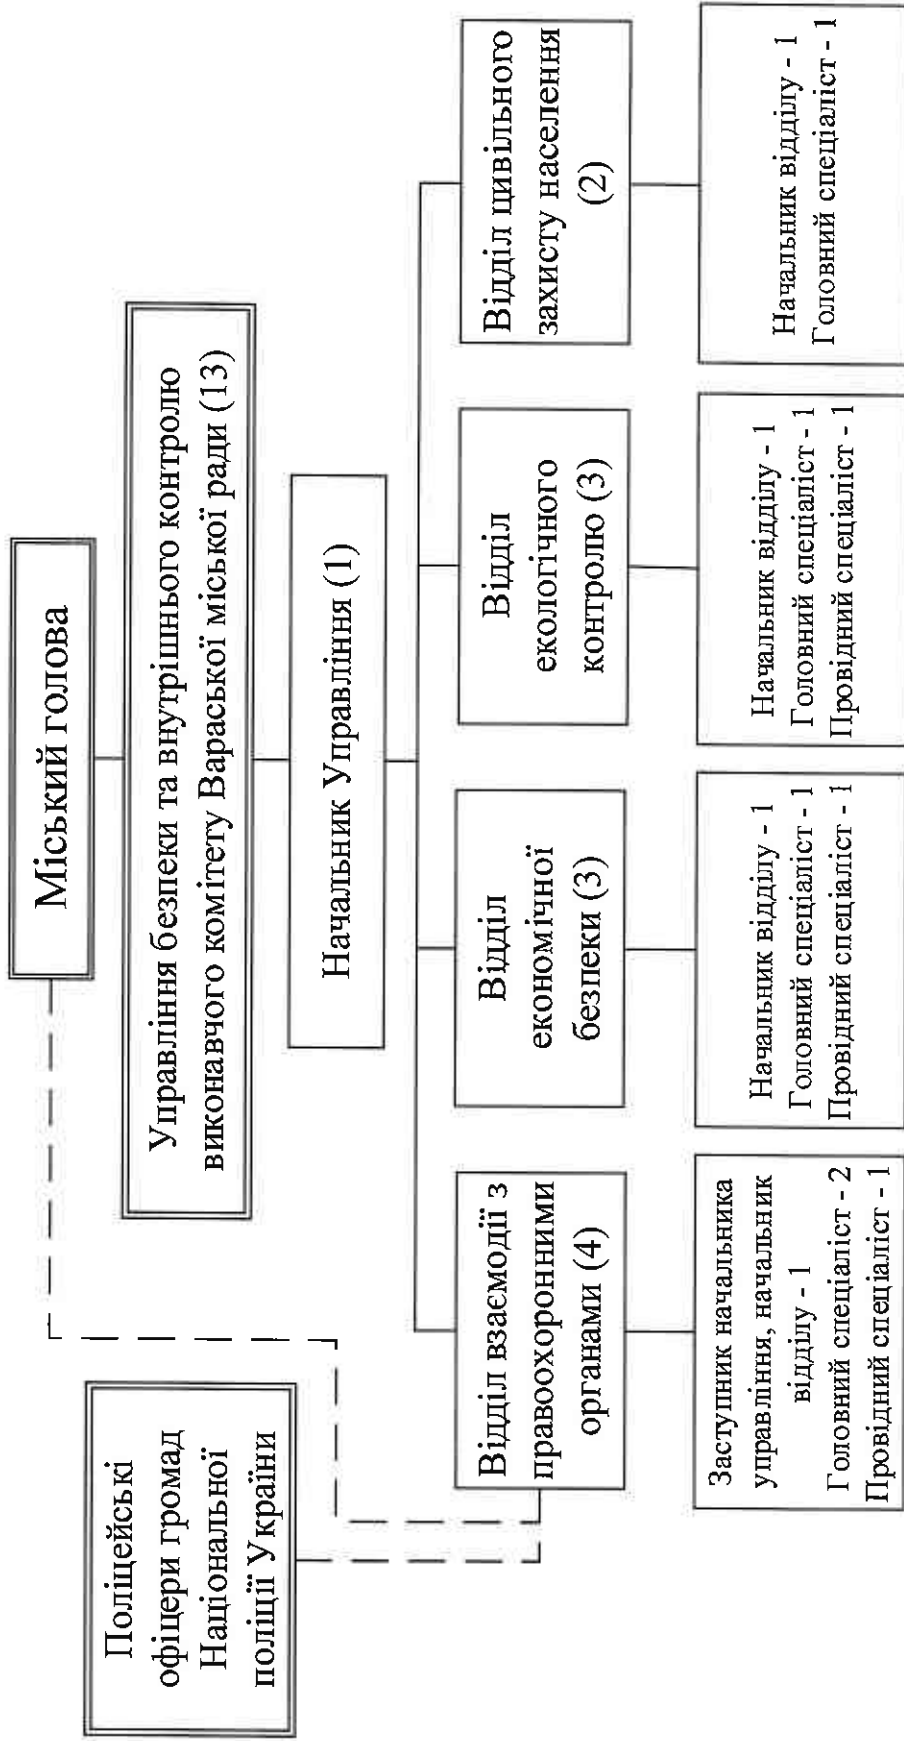 Міський голова
Управління безпеки та внутрішнього контролю
виконавчого комітету Вараської міської ради (13)
Поліцейські
офіцери громад
Національної
поліції України
Начальник Управління (1)
Відділ взаємодії з
правоохоронними
органами (4)
Відділ
економічної
безпеки (3)
Відділ
екологічного
контролю (3)
Відділ цивільного
захисту населення
(2)
Заступник начальника
управління, начальник
відділу - 1
Головний спеціаліст - 2
Провідний спеціаліст - 1
Начальник відділу - 1
Головний спеціаліст - 1
Провідний спеціаліст - 1
Начальник відділу - 1
Головний спеціаліст - 1
Провідний спеціаліст - 1
Начальник відділу - 1
Головний спеціаліст - 1